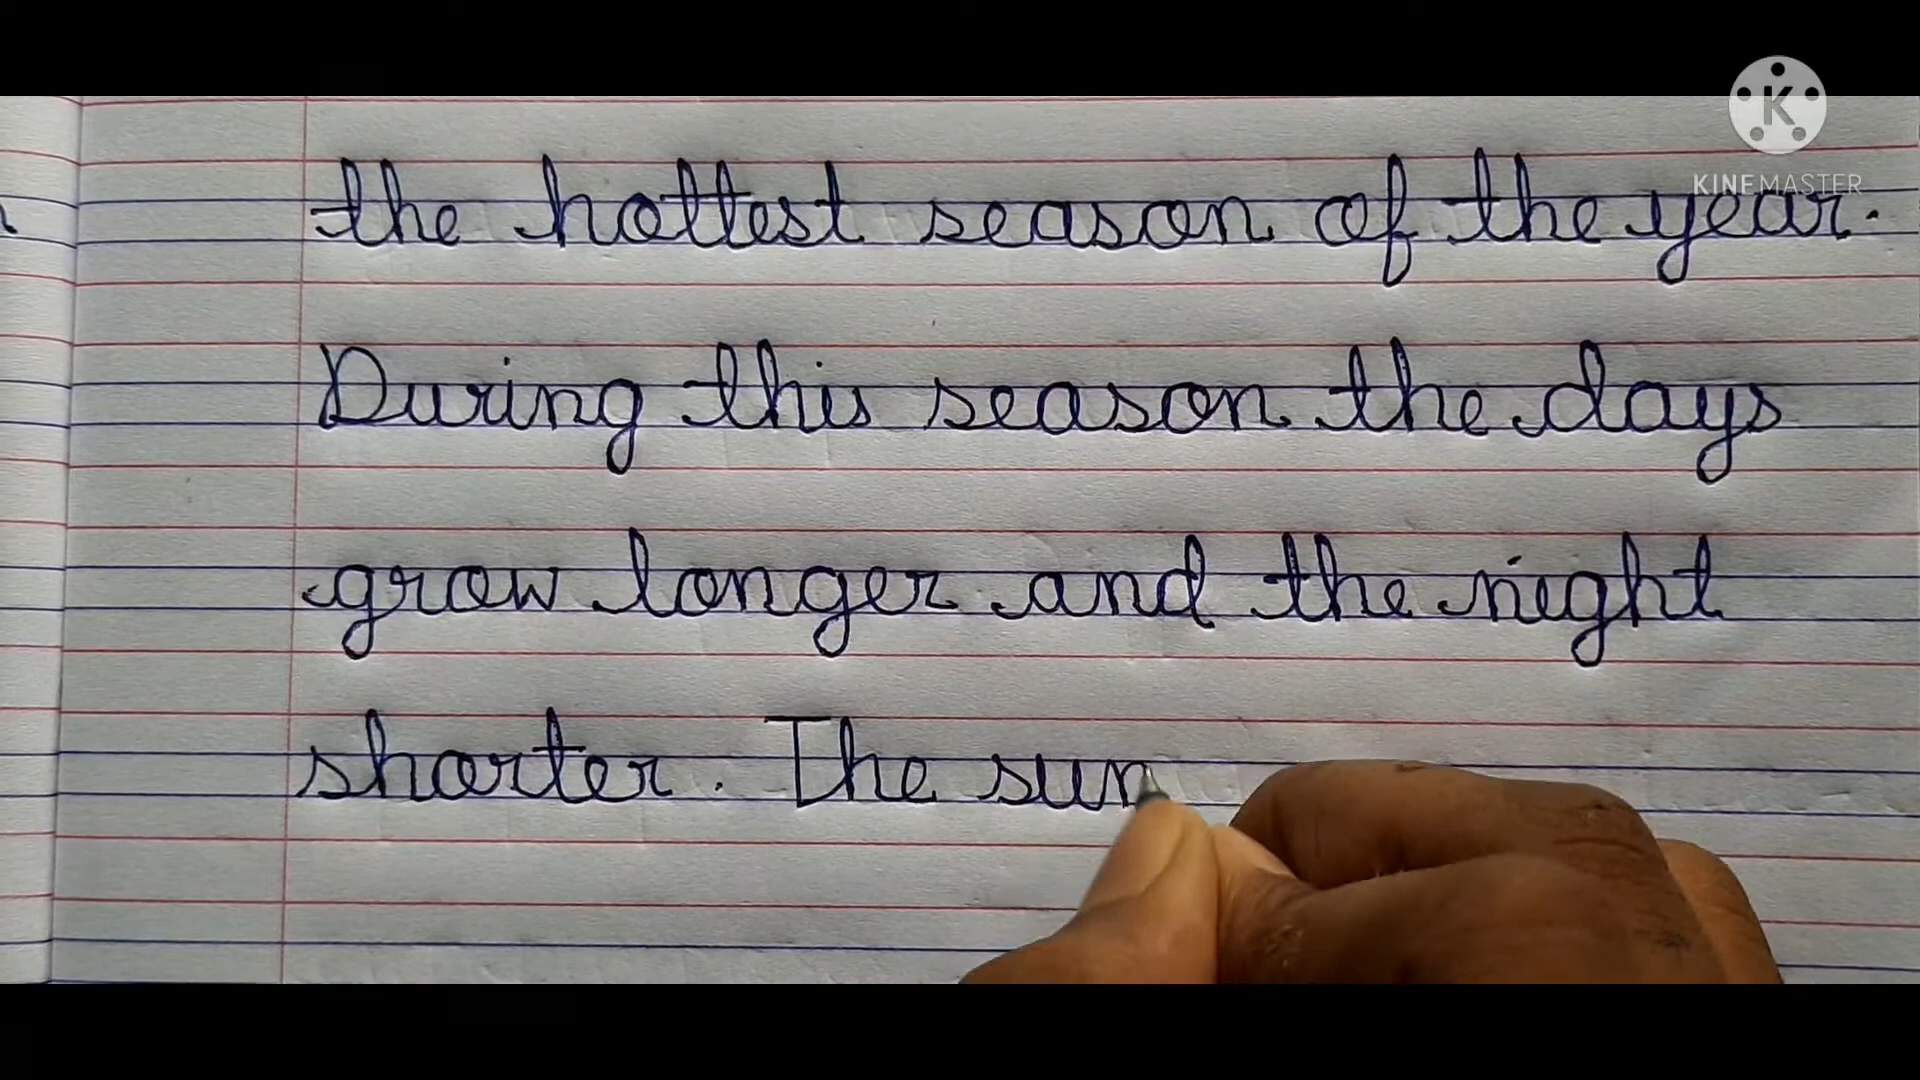 KINEMASTER
the hottest season of the year.
During this season the days
grow longer and the night
shorter. The sun